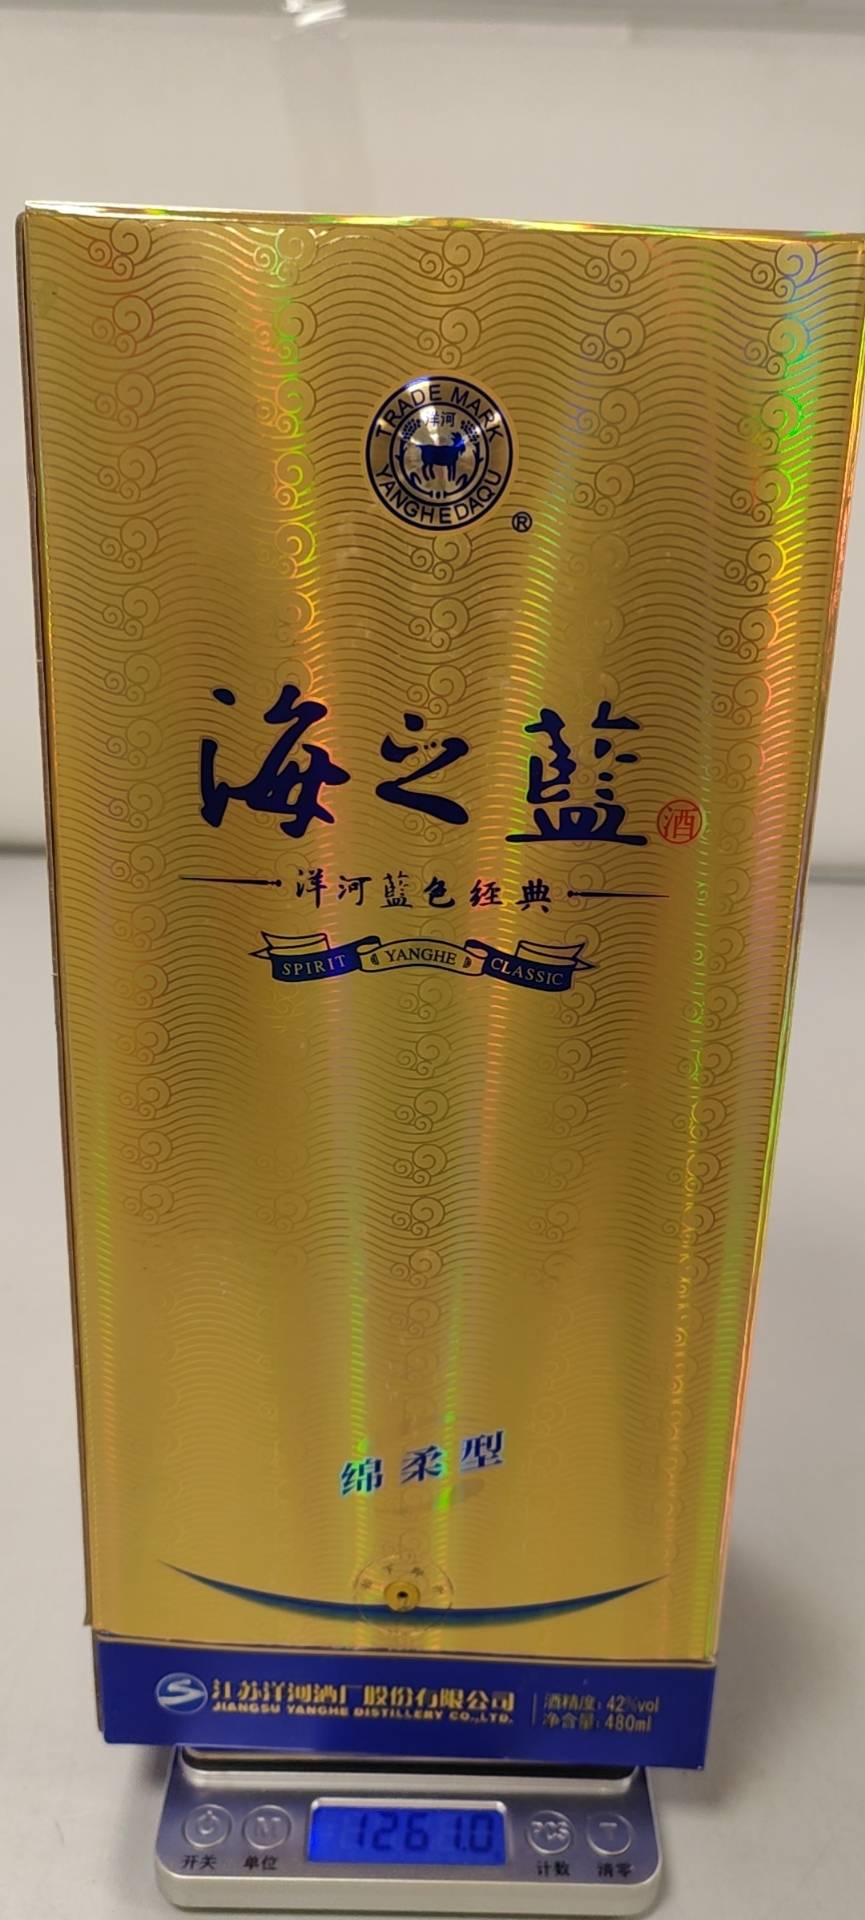 TRADE MARK
洋河
YANGHEDAQU
®
海之藍
酒
洋河蓝色经典
SPIRIT YANGHE CLASSIC
绵柔型
江苏洋河酒厂股份有限公司
JIANGSU YANGHE DISTILLERY CO.,LTD.
酒精度: 42%vol
净含量: 480ml
1261.0
M PCS T
开关 单位 计数 清零